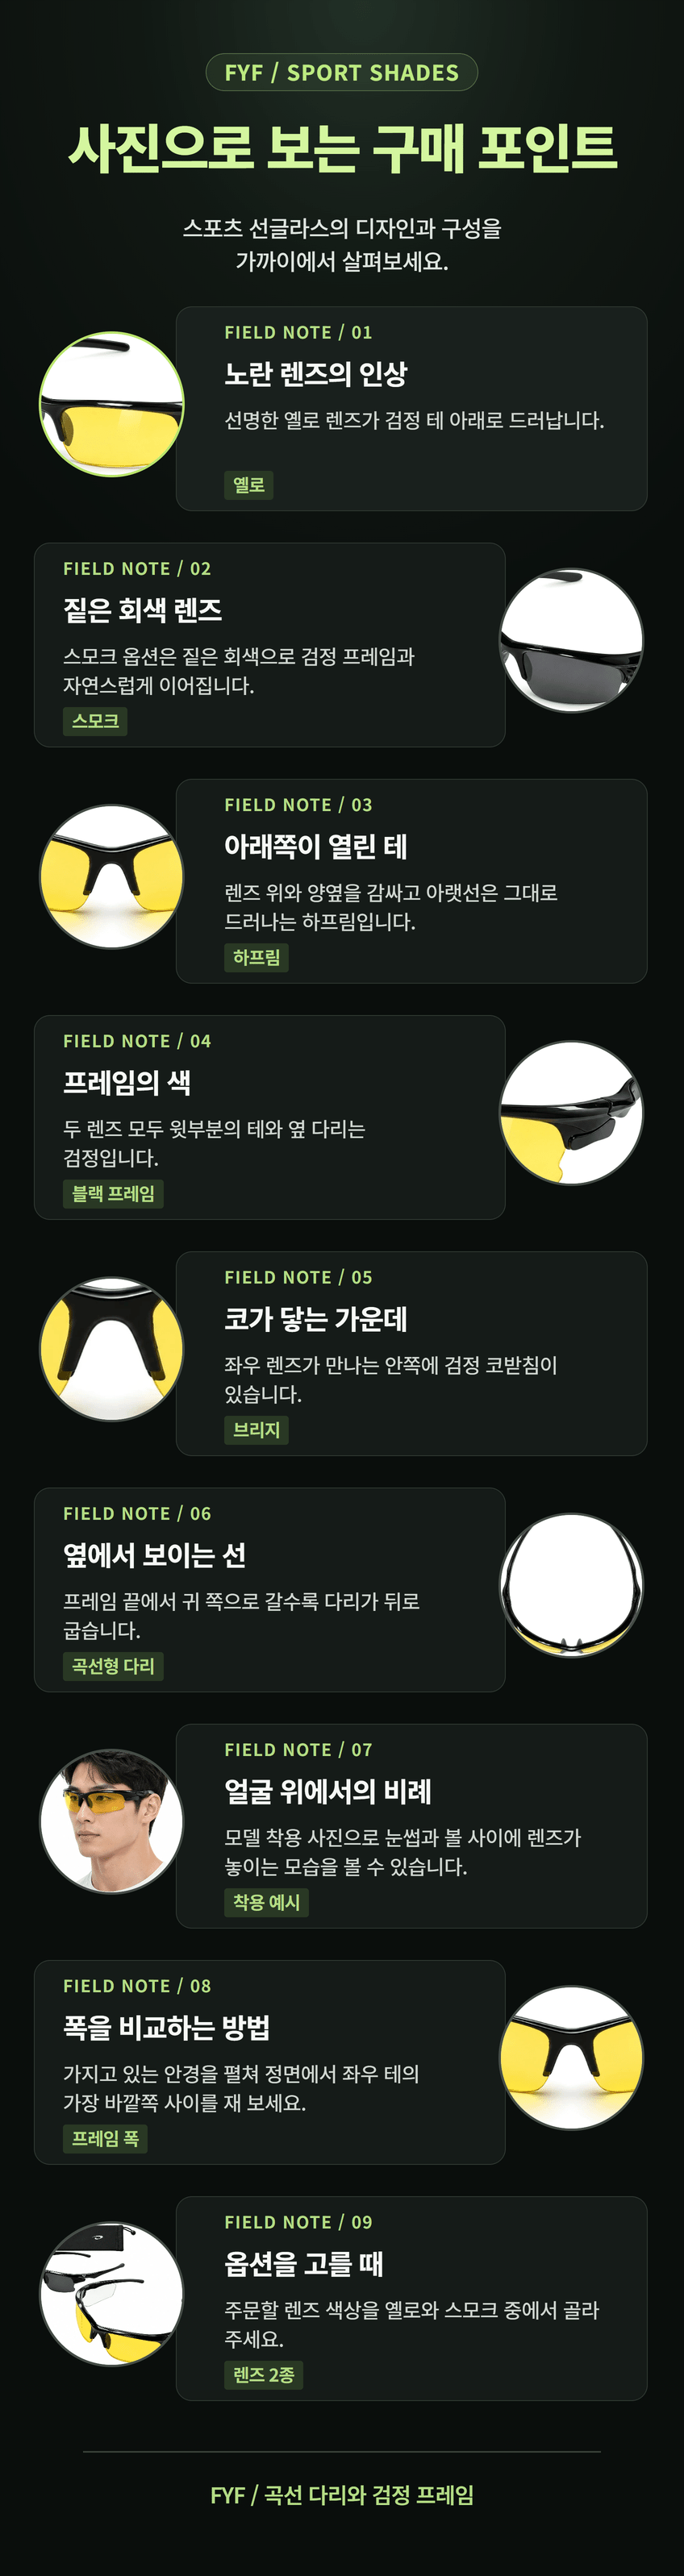 FYF / SPORT SHADES
사진으로 보는 구매 포인트
스포츠 선글라스의 디자인과 구성을
가까이에서 살펴보세요.
FIELD NOTE / 01
노란 렌즈의 인상
선명한 옐로 렌즈가 검정 테 아래로 드러납니다.
옐로
FIELD NOTE / 02
짙은 회색 렌즈
스모크 옵션은 짙은 회색으로 검정 프레임과
자연스럽게 이어집니다.
스모크
FIELD NOTE / 03
아래쪽이 열린 테
렌즈 위와 양옆을 감싸고 아랫선은 그대로
드러나는 하프림입니다.
하프림
FIELD NOTE / 04
프레임의 색
두 렌즈 모두 윗부분의 테와 옆 다리는
검정입니다.
블랙 프레임
FIELD NOTE / 05
코가 닿는 가운데
좌우 렌즈가 만나는 안쪽에 검정 코받침이
있습니다.
브리지
FIELD NOTE / 06
옆에서 보이는 선
프레임 끝에서 귀 쪽으로 갈수록 다리가 뒤로
굽습니다.
곡선형 다리
FIELD NOTE / 07
얼굴 위에서의 비례
모델 착용 사진으로 눈썹과 볼 사이에 렌즈가
놓이는 모습을 볼 수 있습니다.
착용 예시
FIELD NOTE / 08
폭을 비교하는 방법
가지고 있는 안경을 펼쳐 정면에서 좌우 테의
가장 바깥쪽 사이를 재 보세요.
프레임 폭
FIELD NOTE / 09
옵션을 고를 때
주문할 렌즈 색상을 옐로와 스모크 중에서 골라
주세요.
렌즈 2종
FYF / 곡선 다리와 검정 프레임